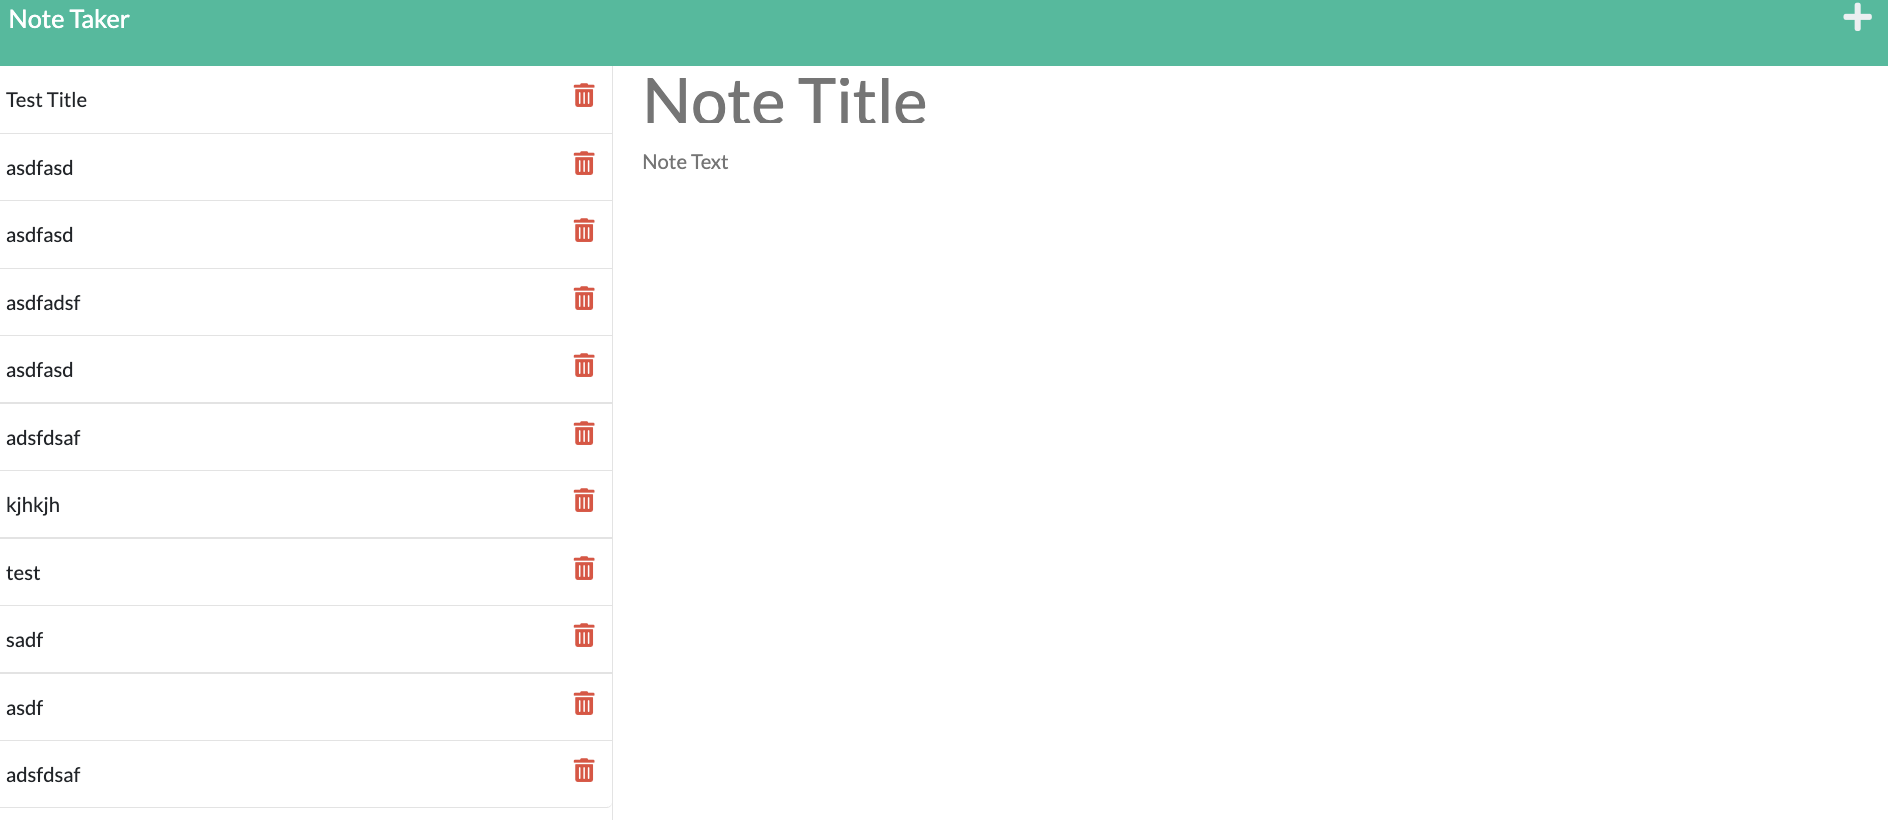 Note Taker
Test Title
asdfasd
asdfasd
asdfadsf
asdfasd
adsfdsaf
kjhkjh
test
sadf
asdf
adsfdsaf
Note Title
Note Text